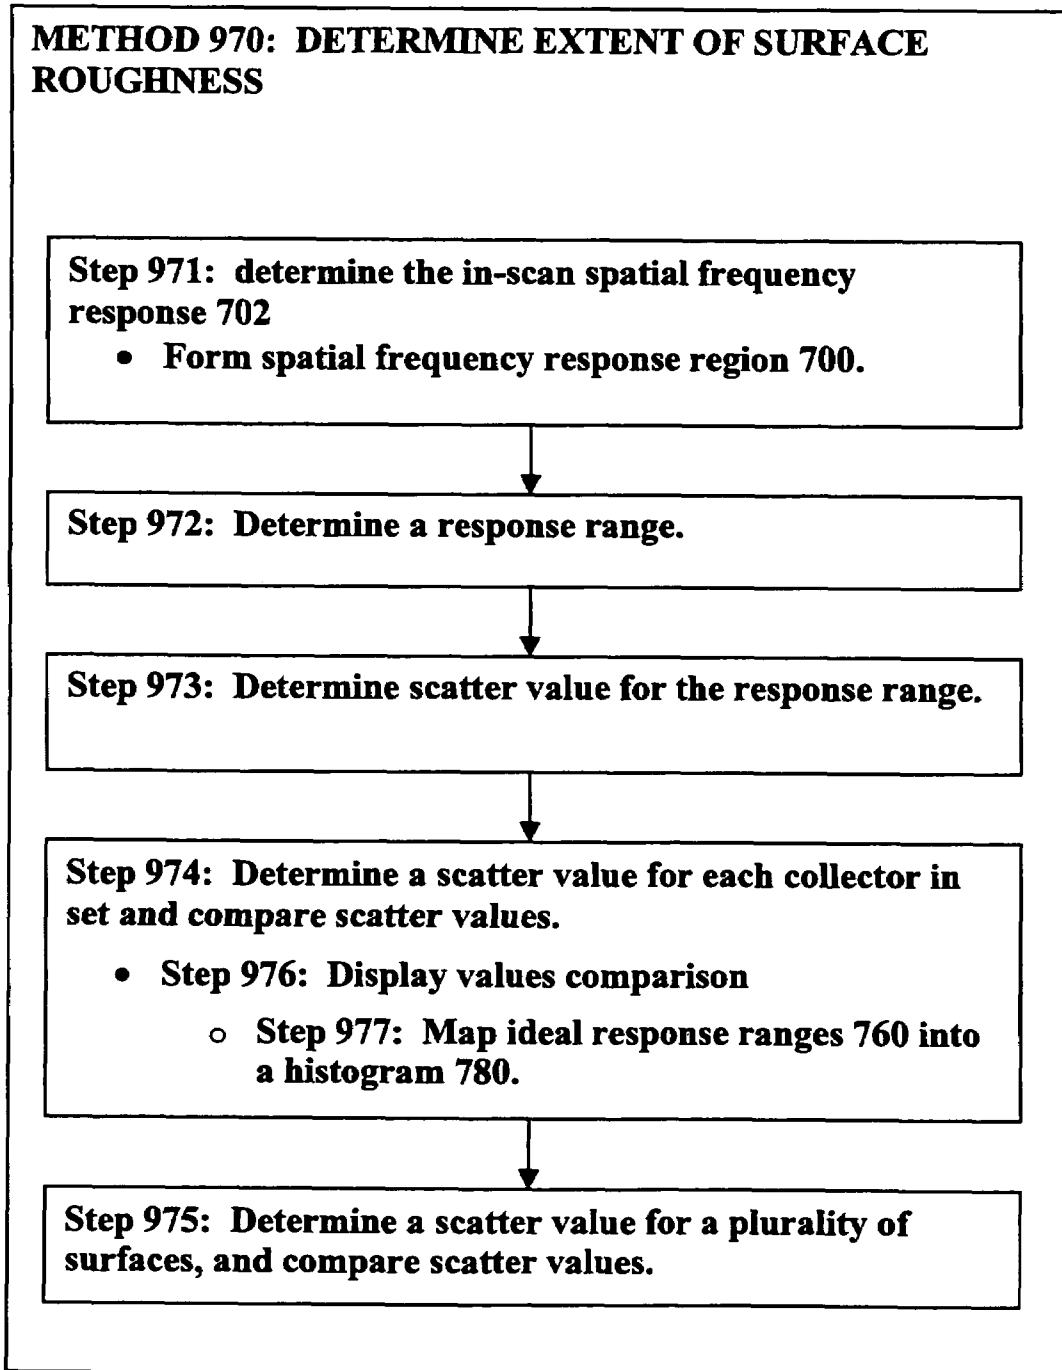 METHOD 970: DETERMINE EXTENT OF SURFACE
ROUGHNESS
Step 971: determine the in-scan spatial frequency
response 702
• Form spatial frequency response region 700.
Step 972: Determine a response range.
Step 973: Determine scatter value for the response range.
Step 974: Determine a scatter value for each collector in
set and compare scatter values.
• Step 976: Display values comparison
o Step 977: Map ideal response ranges 760 into
a histogram 780.
Step 975: Determine a scatter value for a plurality of
surfaces, and compare scatter values.